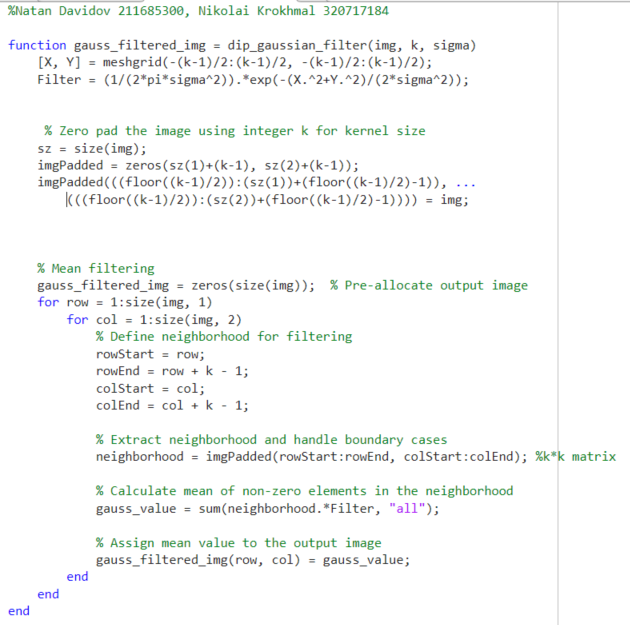 %Natan Davidov 211685300, Nikolai Krokhmal 320717184
function gauss_filtered_img = dip_gaussian_filter(img, k, sigma)
[X, Y] = meshgrid(-(k-1)/2:(k-1)/2, -(k-1)/2:(k-1)/2);
Filter = (1/(2*pi*sigma^2)).*exp(-(X.^2+Y.^2)/(2*sigma^2));
% Zero pad the image using integer k for kernel size
sz = size(img);
imgPadded = zeros(sz(1)+(k-1), sz(2)+(k-1));
imgPadded(((floor((k-1)/2)):(sz(1))+(floor((k-1)/2)-1)), ...
(((floor((k-1)/2)):(sz(2))+(floor((k-1)/2)-1)))) = img;
% Mean filtering
gauss_filtered_img = zeros(size(img)); % Pre-allocate output image
for row = 1:size(img, 1)
for col = 1:size(img, 2)
% Define neighborhood for filtering
rowStart = row;
rowEnd = row + k - 1;
colStart = col;
colEnd = col + k - 1;
% Extract neighborhood and handle boundary cases
neighborhood = imgPadded(rowStart:rowEnd, colStart:colEnd); %k*k matrix
% Calculate mean of non-zero elements in the neighborhood
gauss_value = sum(neighborhood.*Filter, "all");
% Assign mean value to the output image
gauss_filtered_img(row, col) = gauss_value;
end
end
end